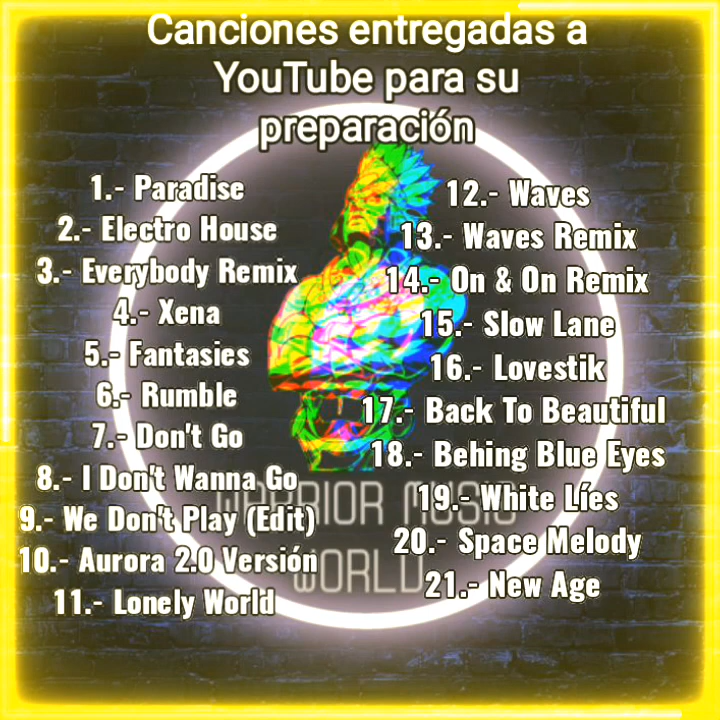 Canciones entregadas a
YouTube para su
preparación
1.- Paradise
2.- Electro House
3.- Everybody Remix
4.- Xena
5.- Fantasies
6.- Rumble
7.- Don't Go
8.- I Don't Wanna Go
9.- We Don't Play (Edit)
10.- Aurora 2.0 Versión
11.- Lonely World
12.- Waves
13.- Waves Remix
14.- On & On Remix
15.- Slow Lane
16.- Lovestik
17.- Back To Beautiful
18.- Behing Blue Eyes
19.- White Líes
20.- Space Melody
21.- New Age
WARRIOR MUSIC
WORLD